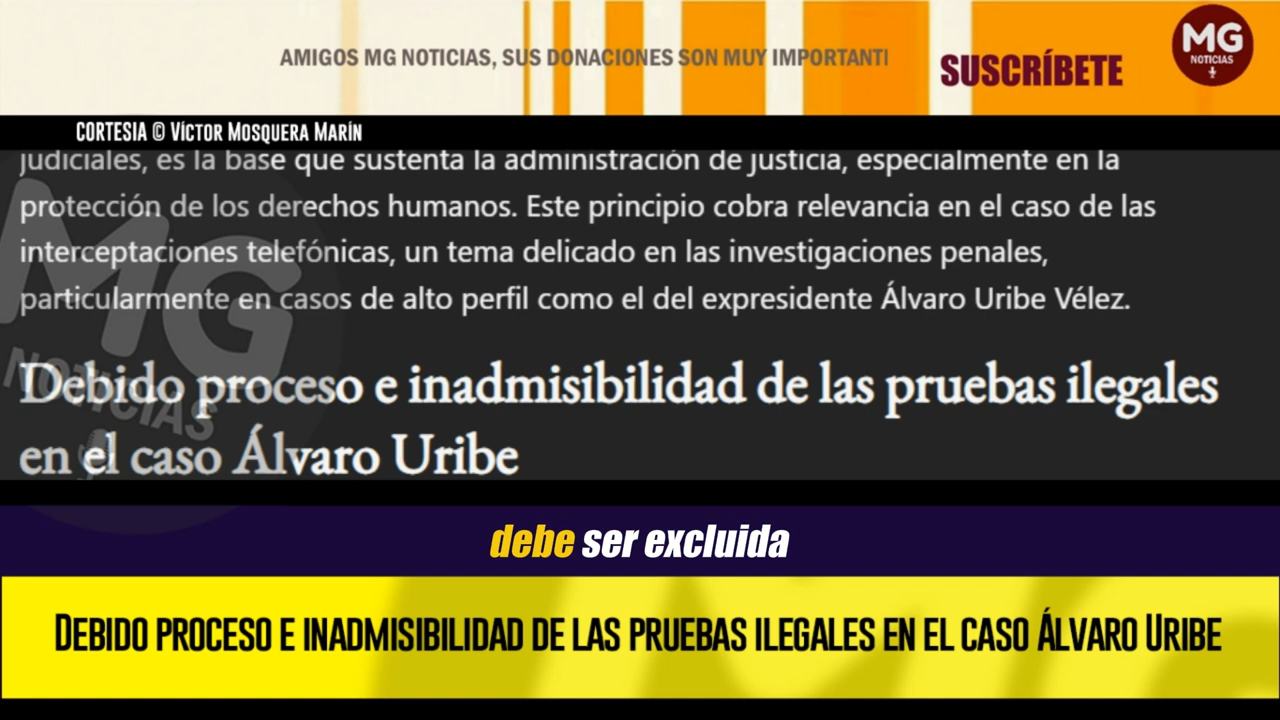 AMIGOS MG NOTICIAS, SUS DONACIONES SON MUY IMPORTANTI
SUSCRÍBETE
MG
NOTICIAS
CORTESIA © VÍCTOR MOSQUERA MARÍN
judiciales, es la base que sustenta la administración de justicia, especialmente en la
protección de los derechos humanos. Este principio cobra relevancia en el caso de las
interceptaciones telefónicas, un tema delicado en las investigaciones penales,
particularmente en casos de alto perfil como el del expresidente Álvaro Uribe Vélez.
MG
NOTICIAS
Debido proceso e inadmisibilidad de las pruebas ilegales
en el caso Álvaro Uribe
debe ser excluida
DEBIDO PROCESO E INADMISIBILIDAD DE LAS PRUEBAS ILEGALES EN EL CASO ÁLVARO URIBE